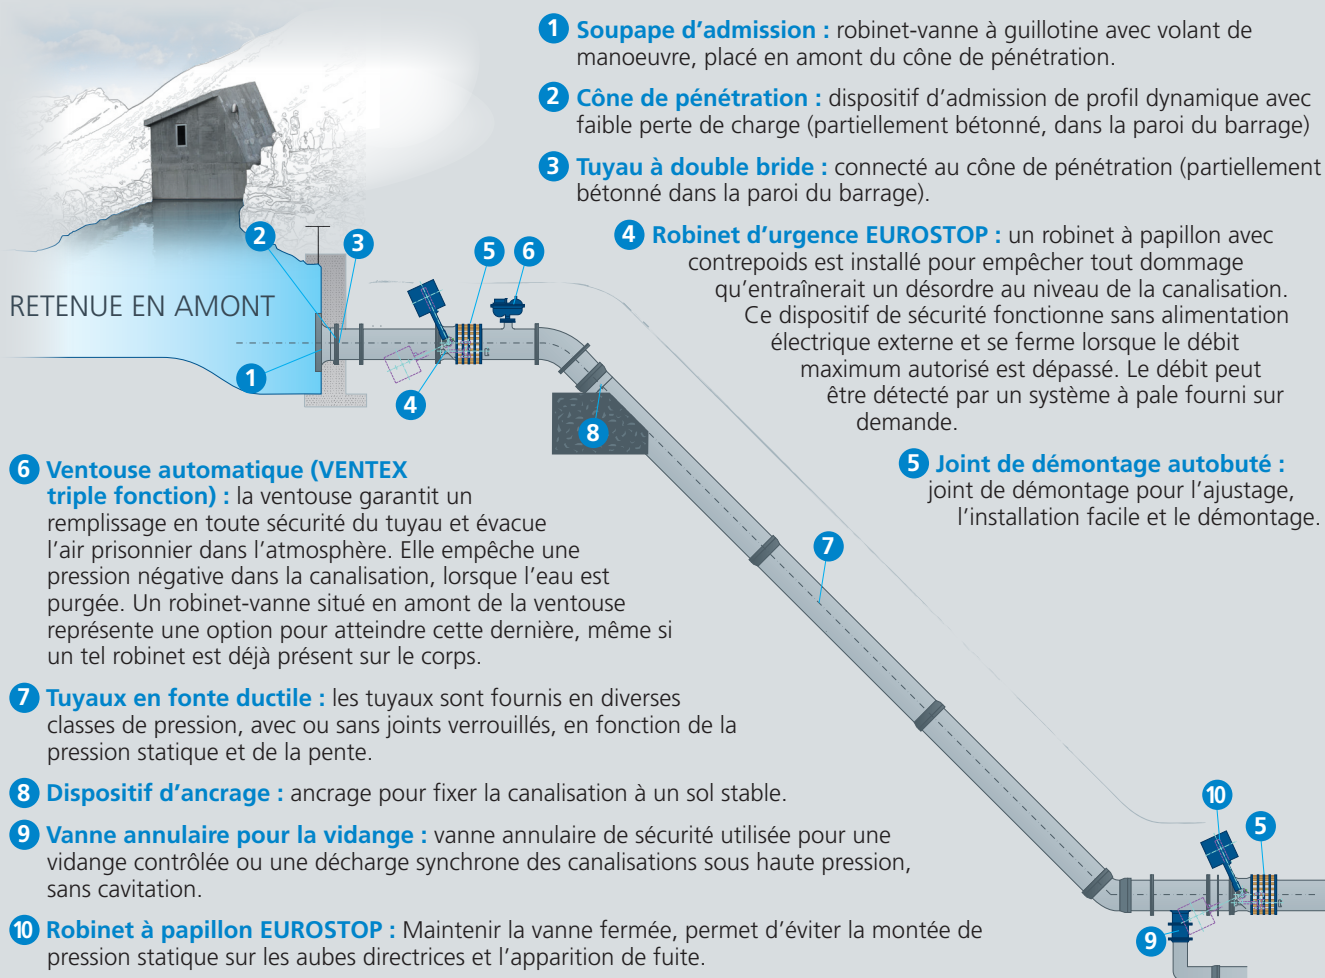 1 Soupape d’admission : robinet-vanne à guillotine avec volant de
manoeuvre, placé en amont du cône de pénétration.
2 Cône de pénétration : dispositif d’admission de profil dynamique avec
faible perte de charge (partiellement bétonné, dans la paroi du barrage)
3 Tuyau à double bride : connecté au cône de pénétration (partiellement
bétonné dans la paroi du barrage).
4 Robinet d’urgence EUROSTOP : un robinet à papillon avec
contrepoids est installé pour empêcher tout dommage
qu’entraînerait un désordre au niveau de la canalisation.
Ce dispositif de sécurité fonctionne sans alimentation
électrique externe et se ferme lorsque le débit
maximum autorisé est dépassé. Le débit peut
être détecté par un système à pale fourni sur
demande.
5 Joint de démontage autobuté :
joint de démontage pour l’ajustage,
l’installation facile et le démontage.
2
3
5
6
RETENUE EN AMONT
1
4
8
7
6 Ventouse automatique (VENTEX
triple fonction) : la ventouse garantit un
remplissage en toute sécurité du tuyau et évacue
l’air prisonnier dans l’atmosphère. Elle empêche une
pression négative dans la canalisation, lorsque l’eau est
purgée. Un robinet-vanne situé en amont de la ventouse
représente une option pour atteindre cette dernière, même si
un tel robinet est déjà présent sur le corps.
7 Tuyaux en fonte ductile : les tuyaux sont fournis en diverses
classes de pression, avec ou sans joints verrouillés, en fonction de la
pression statique et de la pente.
8 Dispositif d’ancrage : ancrage pour fixer la canalisation à un sol stable.
9 Vanne annulaire pour la vidange : vanne annulaire de sécurité utilisée pour une
vidange contrôlée ou une décharge synchrone des canalisations sous haute pression,
sans cavitation.
10 Robinet à papillon EUROSTOP : Maintenir la vanne fermée, permet d’éviter la montée de
pression statique sur les aubes directrices et l’apparition de fuite.
10
5
9